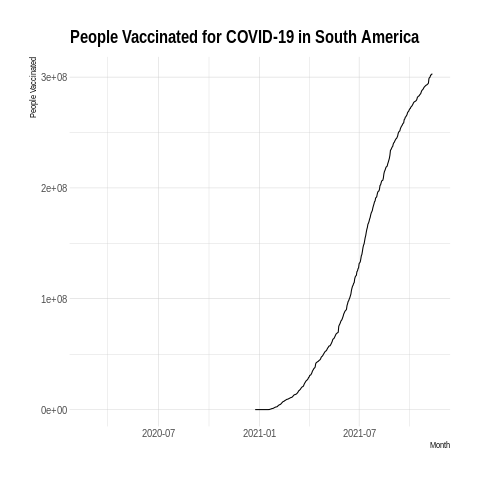 People Vaccinated for COVID-19 in South America
People Vaccinated
3e+08
2e+08
1e+08
0e+00
2020-07 2021-01 2021-07
Month